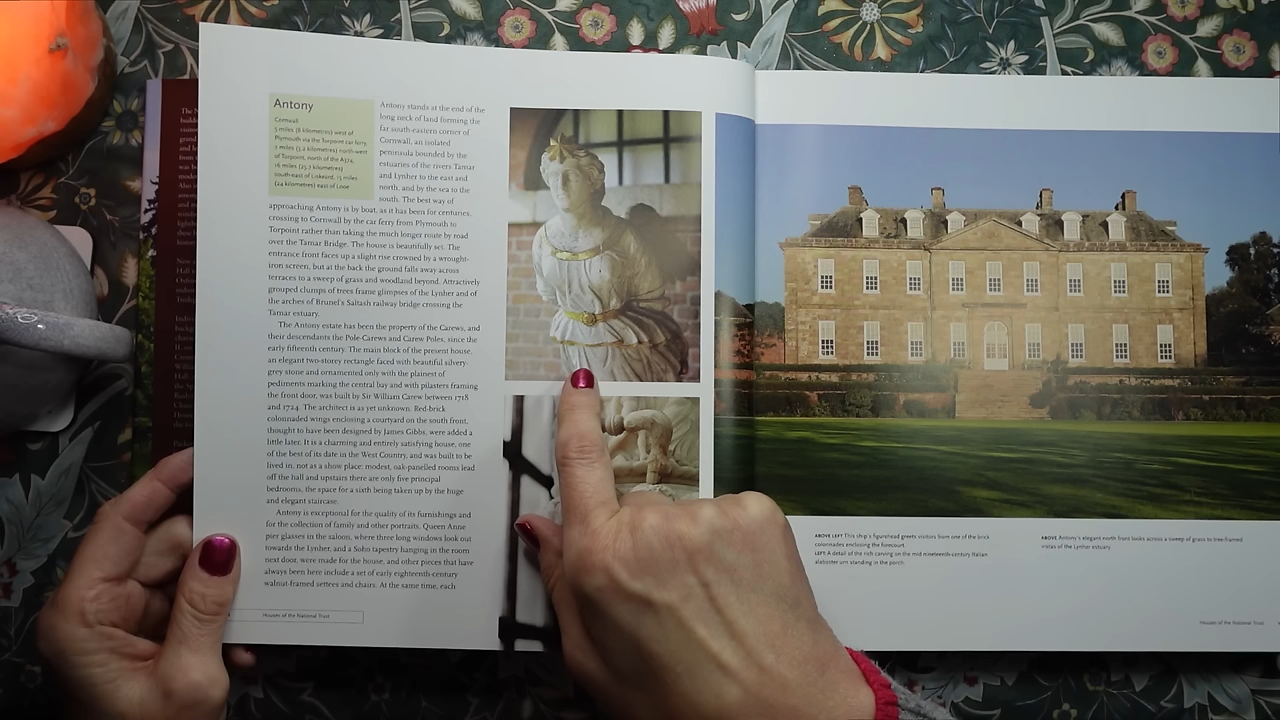 Antony
Cornwall
5 miles (8 kilometres) west of
Plymouth via the Torpoint car ferry,
2 miles (3.2 kilometres) north-west
of Torpoint, north of the A374,
16 miles (25.7 kilometres)
south-east of Liskeard, 15 miles
(24 kilometres) east of Looe
Antony stands at the end of the
long neck of land forming the
far south-eastern corner of
Cornwall, an isolated
peninsula bounded by the
estuaries of the rivers Tamar
and Lynher to the east and
north, and by the sea to the
south. The best way of
approaching Antony is by boat, as it has been for centuries,
crossing to Cornwall by the car ferry from Plymouth to
Torpoint rather than taking the much longer route by road
over the Tamar Bridge. The house is beautifully set. The
entrance front faces up a slight rise crowned by a wrought-
iron screen, but at the back the ground falls away across
terraces to a sweep of grass and woodland beyond. Attractively
grouped clumps of trees frame glimpses of the Lynher and of
the arches of Brunel's Saltash railway bridge crossing the
Tamar estuary.
The Antony estate has been the property of the Carews, and
their descendants the Pole-Carews and Carew Poles, since the
early fifteenth century. The main block of the present house,
an elegant two-storey rectangle faced with beautiful silvery-
grey stone and ornamented only with the plainest of
pediments marking the central bay and with pilasters framing
the front door, was built by Sir William Carew between 1718
and 1724. The architect is as yet unknown. Red-brick
colonnaded wings enclosing a courtyard on the south front,
thought to have been designed by James Gibbs, were added a
little later. It is a charming and entirely satisfying house, one
of the best of its date in the West Country, and was built to be
lived in, not as a show place: modest, oak-panelled rooms lead
off the hall and upstairs there are only five principal
bedrooms, the space for a sixth being taken up by the huge
and elegant staircase.
Antony is exceptional for the quality of its furnishings and
for the collection of family and other portraits. Queen Anne
pier glasses in the saloon, where three long windows look out
towards the Lynher, and a Soho tapestry hanging in the room
next door, were made for the house, and other pieces that have
always been here include a set of early eighteenth-century
walnut-framed settees and chairs. At the same time, each
Houses of the National Trust
ABOVE LEFT This ship's figurehead greets visitors from one of the brick
colonnades enclosing the forecourt.
LEFT A detail of the rich carving on the mid nineteenth-century Italian
alabaster urn standing in the porch.
ABOVE Antony's elegant north front looks across a sweep of grass to tree-framed
vistas of the Lynher estuary.
Houses of the National Trust